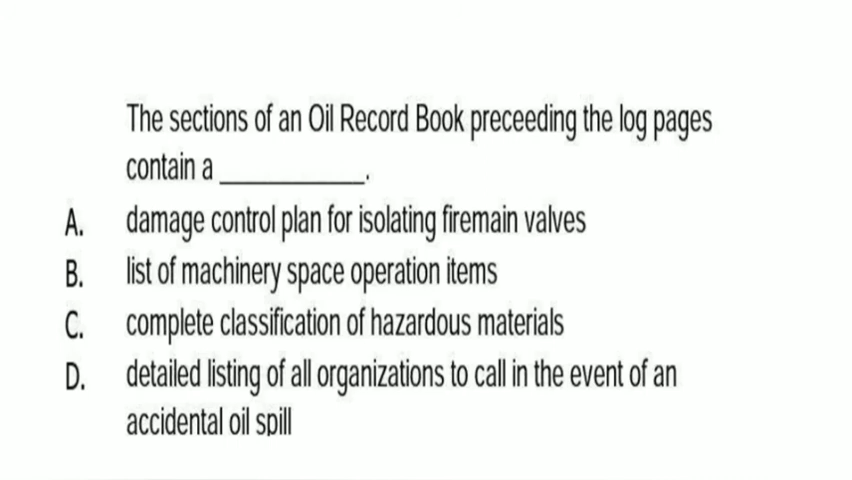 The sections of an Oil Record Book preceeding the log pages
contain a ____________.
A. damage control plan for isolating firemain valves
B. list of machinery space operation items
C. complete classification of hazardous materials
D. detailed listing of all organizations to call in the event of an
accidental oil spill